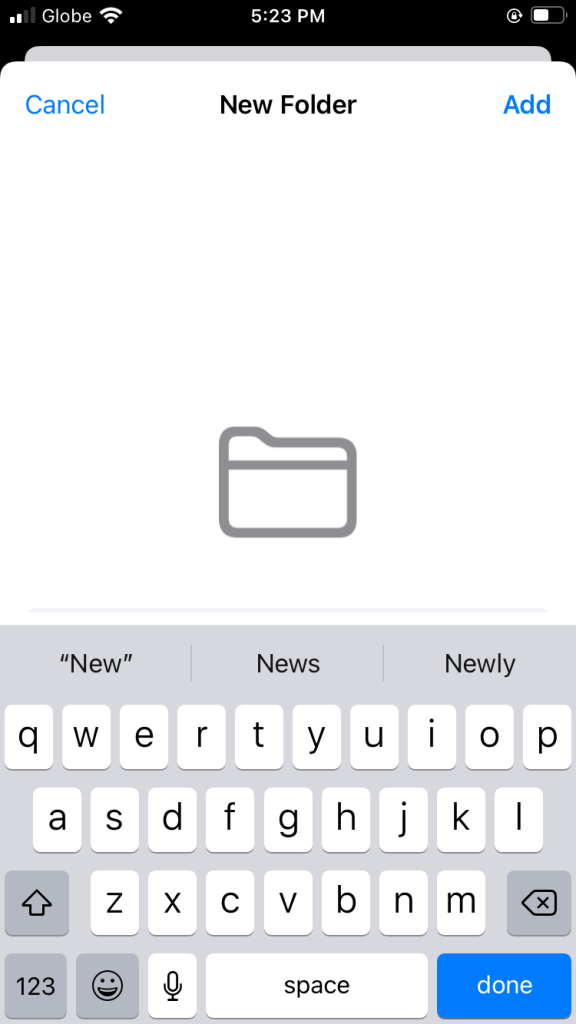 Globe 5:23 PM
Cancel New Folder Add
“New” News Newly
q w e r t y u i o p
a s d f g h j k l
z x c v b n m
123 space done